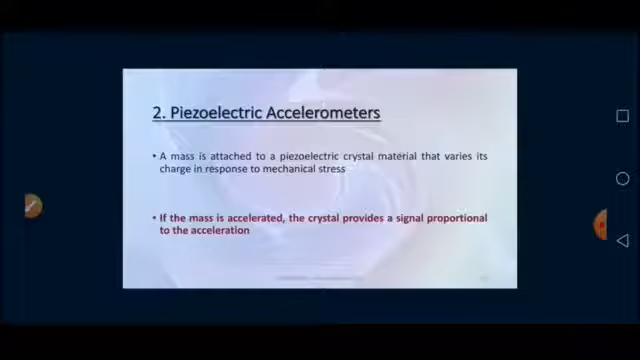 2. Piezoelectric Accelerometers
• A mass is attached to a piezoelectric crystal material that varies its
charge in response to mechanical stress
• If the mass is accelerated, the crystal provides a signal proportional
to the acceleration